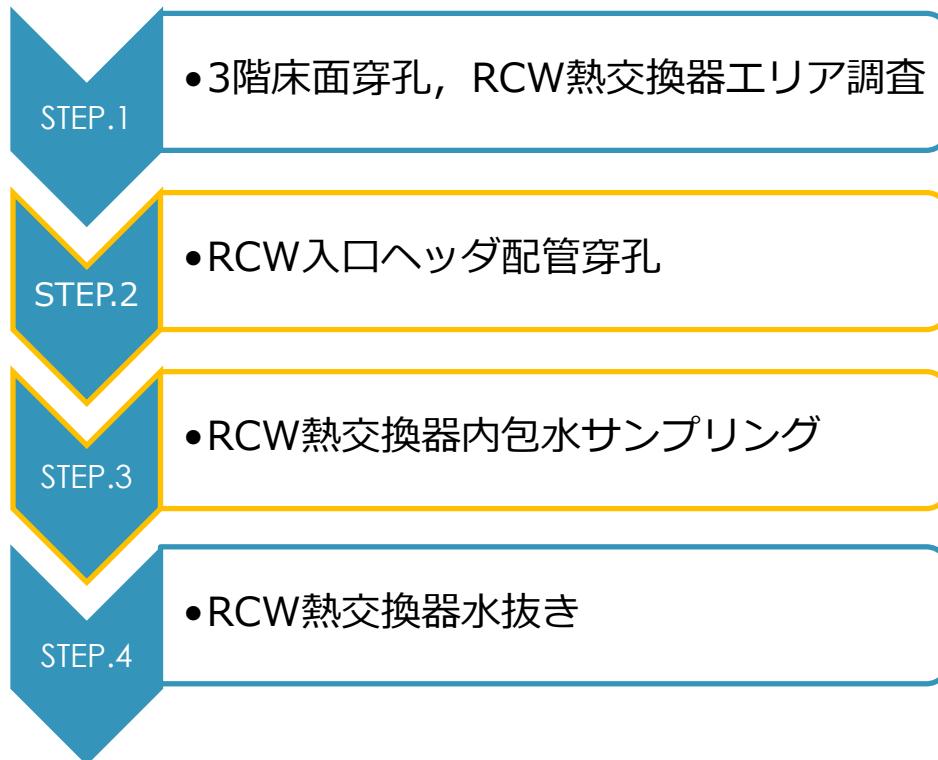 STEP.1
•3階床面穿孔，RCW熱交換器エリア調査
STEP.2
•RCW入口ヘッダ配管穿孔
STEP.3
•RCW熱交換器内包水サンプリング
STEP.4
•RCW熱交換器水抜き